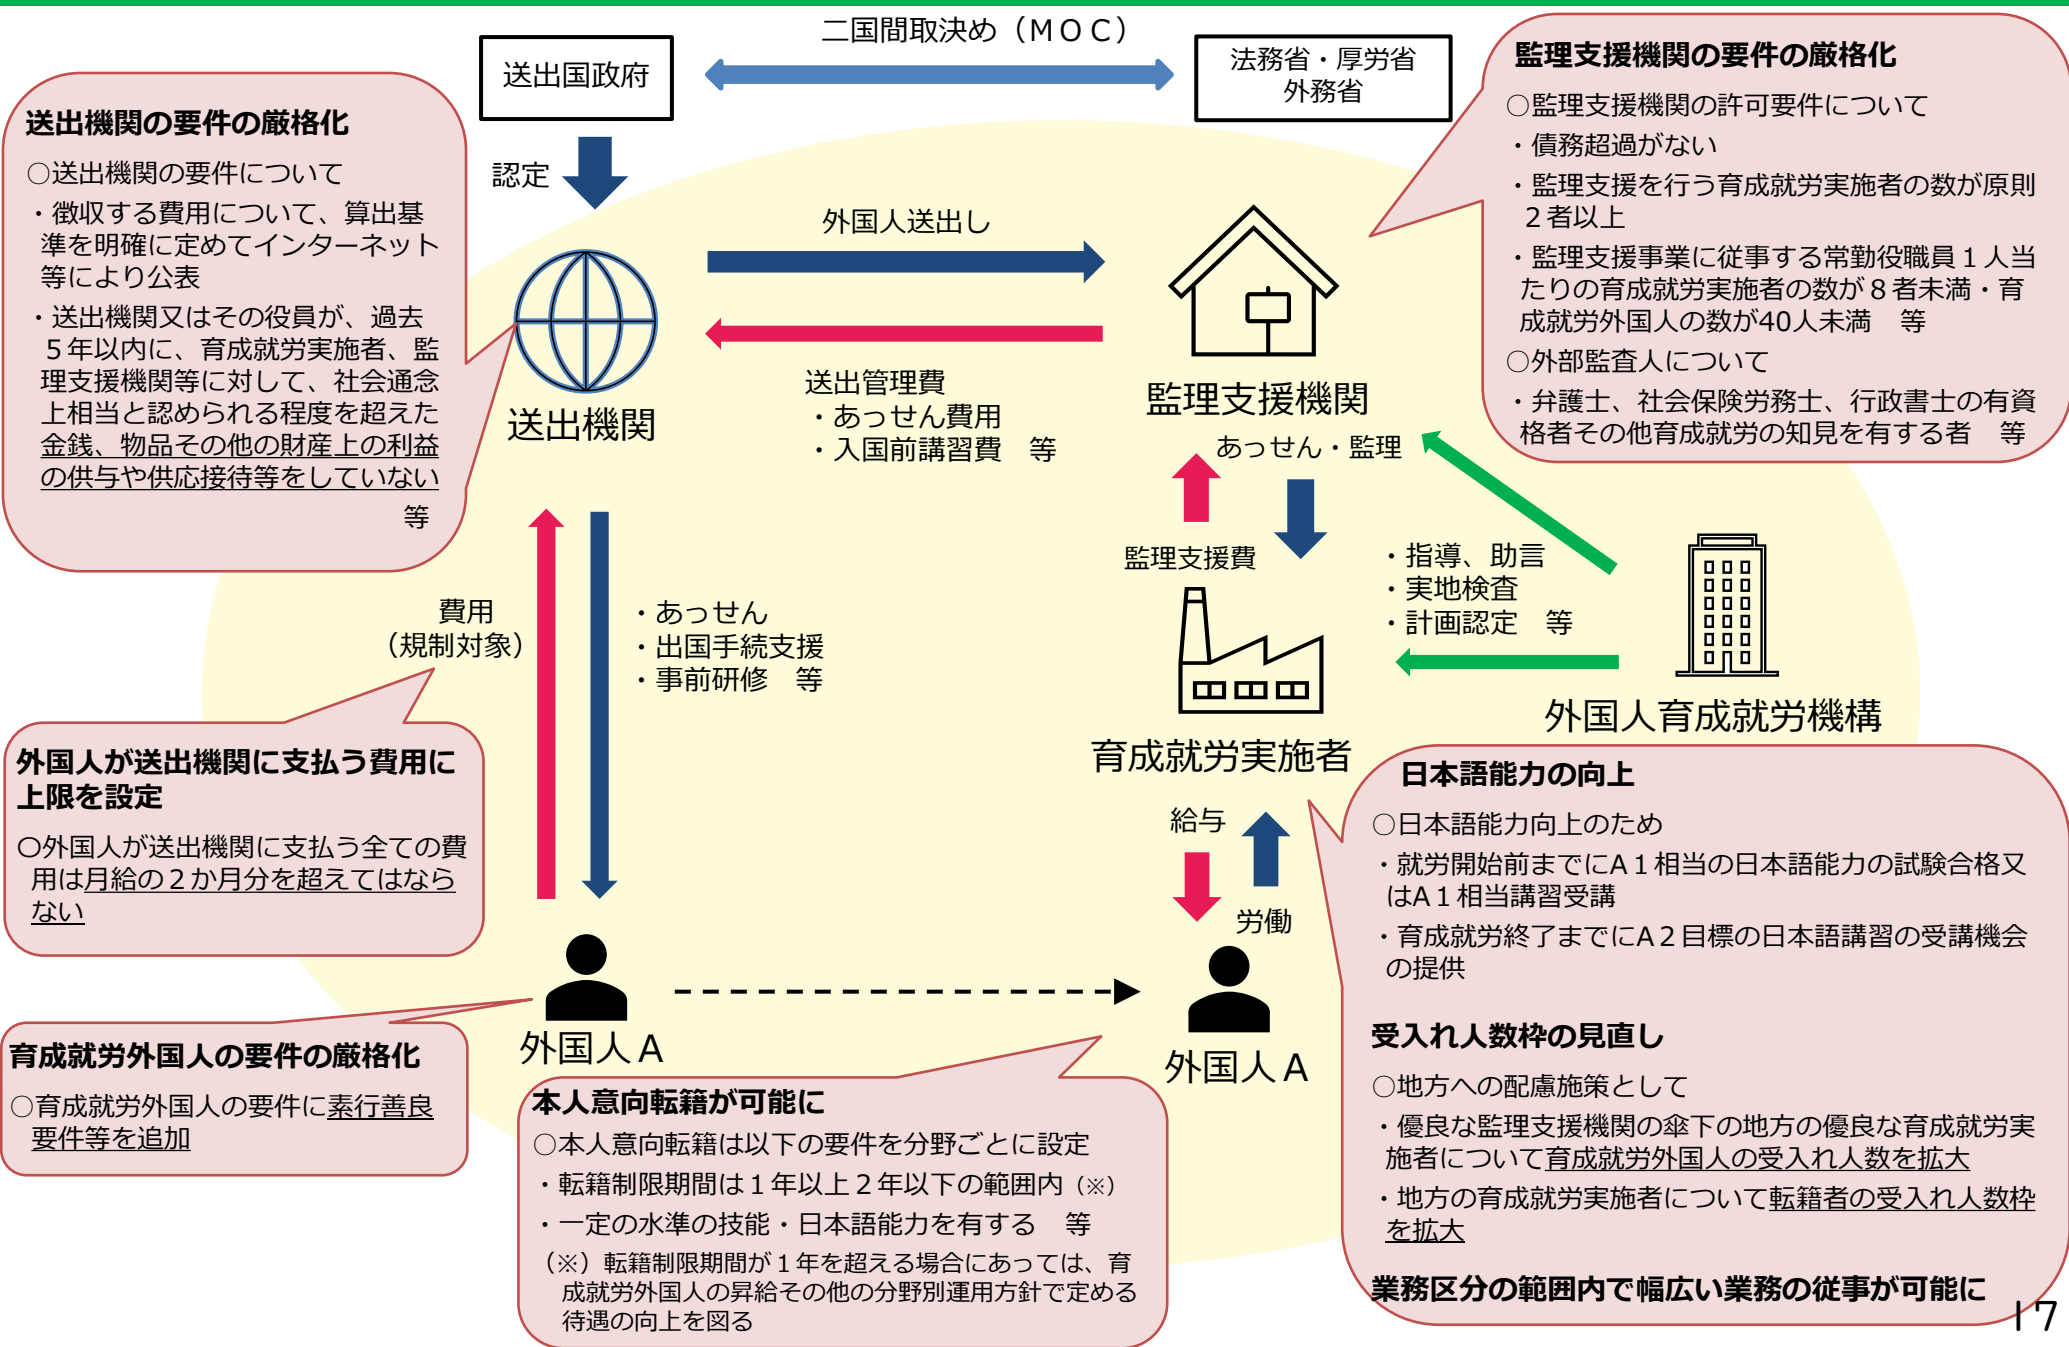 二国間取決め（ＭＯＣ）
送出国政府
法務省・厚労省
外務省
認定
送出機関の要件の厳格化
○送出機関の要件について
・徴収する費用について、算出基
準を明確に定めてインターネット
等により公表
・送出機関又はその役員が、過去
５年以内に、育成就労実施者、監
理支援機関等に対して、社会通念
上相当と認められる程度を超えた
金銭、物品その他の財産上の利益
の供与や供応接待等をしていない
等
監理支援機関の要件の厳格化
○監理支援機関の許可要件について
・債務超過がない
・監理支援を行う育成就労実施者の数が原則
２者以上
・監理支援事業に従事する常勤役職員１人当
たりの育成就労実施者の数が８者未満・育
成就労外国人の数が40人未満　等
○外部監査人について
・弁護士、社会保険労務士、行政書士の有資
格者その他育成就労の知見を有する者　等
外国人送出し
送出管理費
・あっせん費用
・入国前講習費　等
送出機関
監理支援機関
あっせん・監理
監理支援費
・指導、助言
・実地検査
・計画認定　等
費用
（規制対象）
・あっせん
・出国手続支援
・事前研修　等
外国人育成就労機構
育成就労実施者
給与
労働
外国人が送出機関に支払う費用に
上限を設定
○外国人が送出機関に支払う全ての費
用は月給の２か月分を超えてはなら
ない
外国人Ａ
外国人Ａ
育成就労外国人の要件の厳格化
○育成就労外国人の要件に素行善良
要件等を追加
本人意向転籍が可能に
○本人意向転籍は以下の要件を分野ごとに設定
・転籍制限期間は１年以上２年以下の範囲内（※）
・一定の水準の技能・日本語能力を有する　等
（※）転籍制限期間が１年を超える場合にあっては、育
成就労外国人の昇給その他の分野別運用方針で定める
待遇の向上を図る
日本語能力の向上
○日本語能力向上のため
・就労開始前までにA１相当の日本語能力の試験合格又
はA１相当講習受講
・育成就労終了までにA２目標の日本語講習の受講機会
の提供
受入れ人数枠の見直し
○地方への配慮施策として
・優良な監理支援機関の傘下の地方の優良な育成就労実
施者について育成就労外国人の受入れ人数を拡大
・地方の育成就労実施者について転籍者の受入れ人数枠
を拡大
業務区分の範囲内で幅広い業務の従事が可能に
17